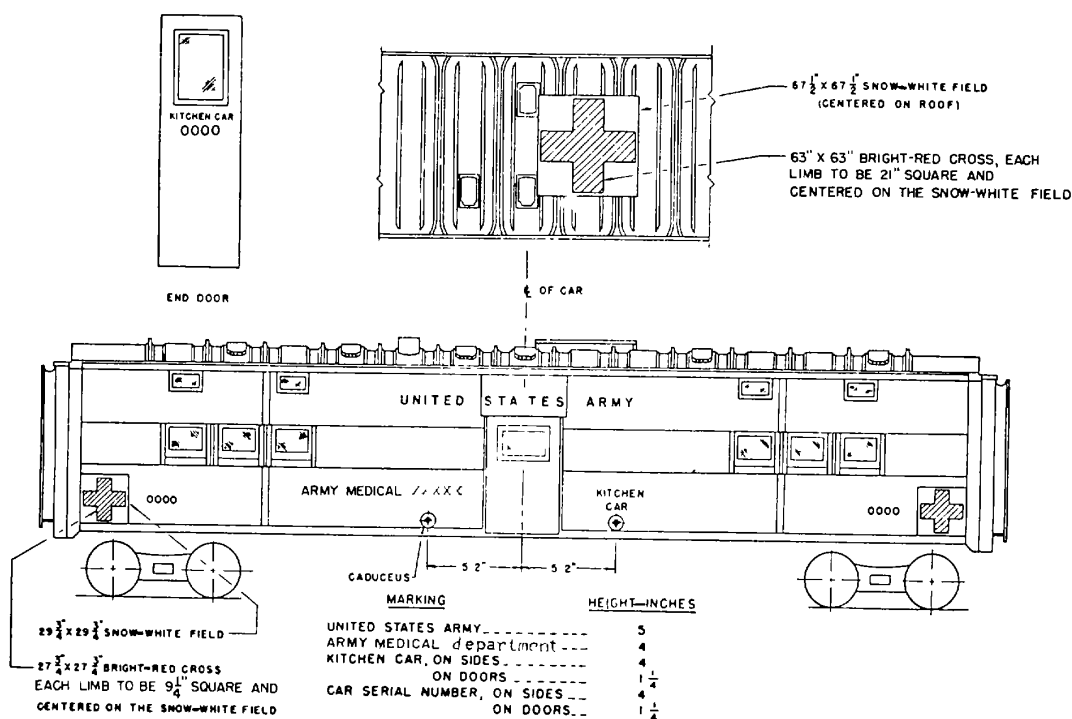 KITCHEN CAR
0000
END DOOR
67 1/2" X 67 1/2" SNOW-WHITE FIELD
(CENTERED ON ROOF)
63" X 63" BRIGHT-RED CROSS, EACH
LIMB TO BE 21" SQUARE AND
CENTERED ON THE SNOW-WHITE FIELD
℄ OF CAR
UNITED STATES ARMY
0000
ARMY MEDICAL
KITCHEN
CAR
0000
CADUCEUS
52"
52"
29 3/4" X 29 3/4" SNOW-WHITE FIELD
27 3/4" X 27 3/4" BRIGHT-RED CROSS
EACH LIMB TO BE 9 1/4" SQUARE AND
CENTERED ON THE SNOW-WHITE FIELD
MARKING HEIGHT-INCHES
UNITED STATES ARMY 5
ARMY MEDICAL department 4
KITCHEN CAR, ON SIDES 4
ON DOORS 1 1/4
CAR SERIAL NUMBER, ON SIDES 4
ON DOORS 1 1/4